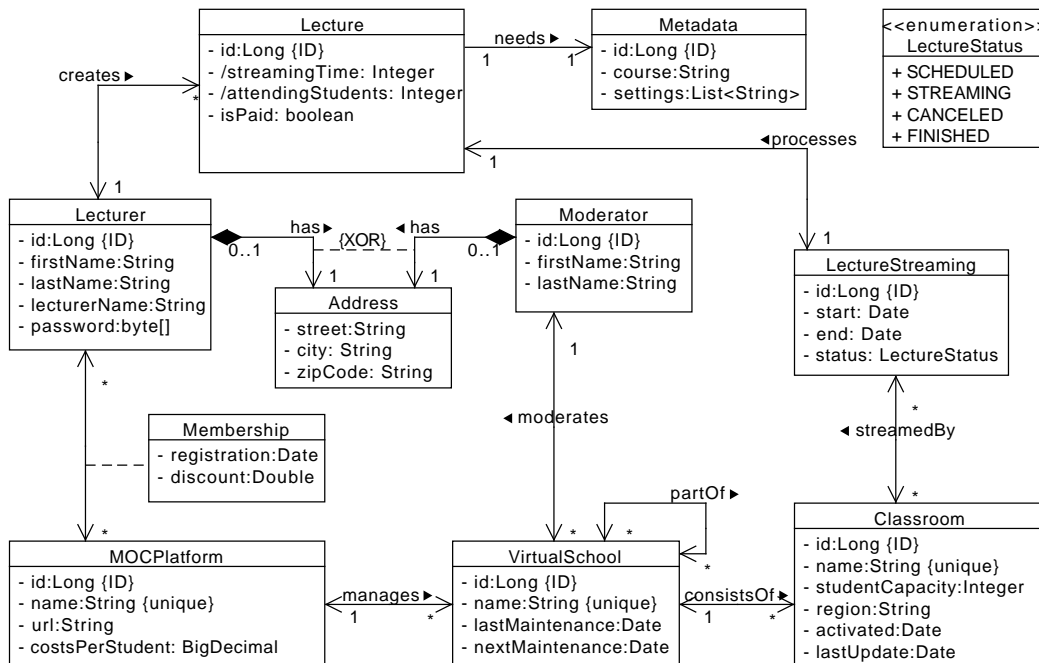 Lecture
- id:Long {ID}
- /streamingTime: Integer
- /attendingStudents: Integer
- isPaid: boolean
needs ►
1
1
Metadata
- id:Long {ID}
- course:String
- settings:List<String>
<<enumeration>>
LectureStatus
+ SCHEDULED
+ STREAMING
+ CANCELED
+ FINISHED
creates ►
*
1
◄ processes
1
1
Lecturer
- id:Long {ID}
- firstName:String
- lastName:String
- lecturerName:String
- password:byte[]
has ►
0..1
1
{XOR}
◄ has
0..1
1
Moderator
- id:Long {ID}
- firstName:String
- lastName:String
Address
- street:String
- city: String
- zipCode: String
LectureStreaming
- id:Long {ID}
- start: Date
- end: Date
- status: LectureStatus
*
*
Membership
- registration:Date
- discount:Double
1
◄ moderates
*
*
◄ streamedBy
*
partOf ►
*
*
MOCPlatform
- id:Long {ID}
- name:String {unique}
- url:String
- costsPerStudent: BigDecimal
manages ►
1
*
VirtualSchool
- id:Long {ID}
- name:String {unique}
- lastMaintenance:Date
- nextMaintenance:Date
consistsOf ►
1
*
Classroom
- id:Long {ID}
- name:String {unique}
- studentCapacity:Integer
- region:String
- activated:Date
- lastUpdate:Date